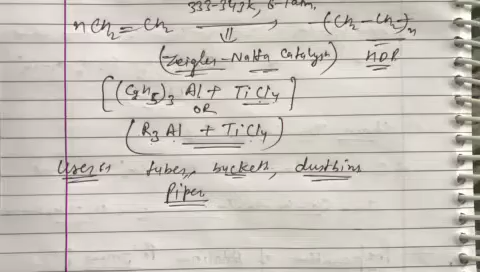 333-343K, 6-7atm.
nCH2=CH2 ⟶ -(CH2-CH2)n
⇓
(Zeigler-Natta Catalyst) HDP
[(C2H5)3 Al + TiCl4]
OR
(R3Al + TiCl4)
Uses:- tubes, buckets, dustbins
Pipes